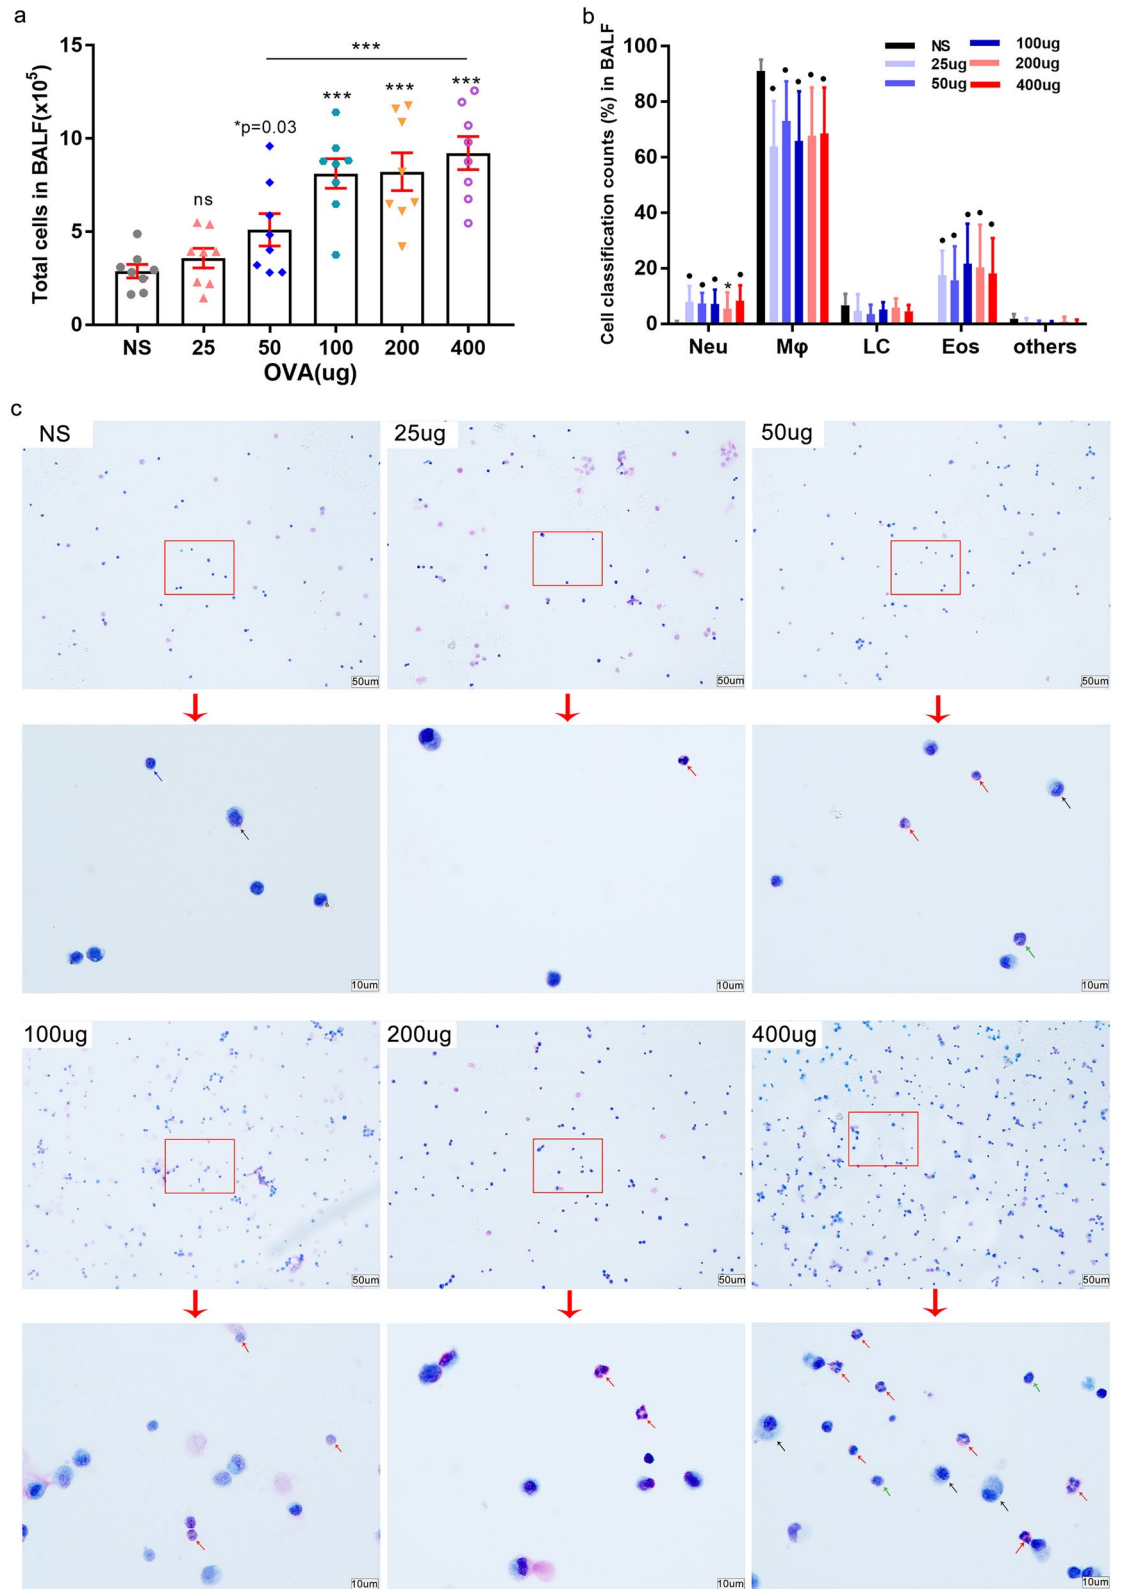 a
Total cells in BALF(x10⁵)
15
10
5
0
***
***
***
***
*p=0.03
ns
NS
25
50
100
200
400
OVA(ug)
b
Cell classification counts (%) in BALF
100
80
60
40
20
0
NS
25ug
50ug
100ug
200ug
400ug
*
Neu
Mφ
LC
Eos
others
c
NS
25ug
50ug
50um
50um
50um
10um
10um
10um
100ug
200ug
400ug
50um
50um
50um
10um
10um
10um